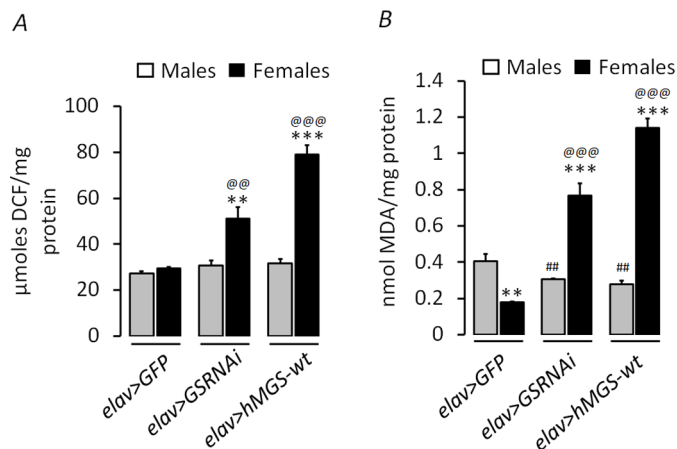 A
Males Females
μmoles DCF/mg
protein
100
80
60
40
20
0
@@
**
@@@
***
elav>GFP
elav>GSRNAi
elav>hMGS-wt
B
Males Females
nmol MDA/mg protein
1.4
1.2
1
0.8
0.6
0.4
0.2
0
**
##
@@@
***
##
@@@
***
elav>GFP
elav>GSRNAi
elav>hMGS-wt